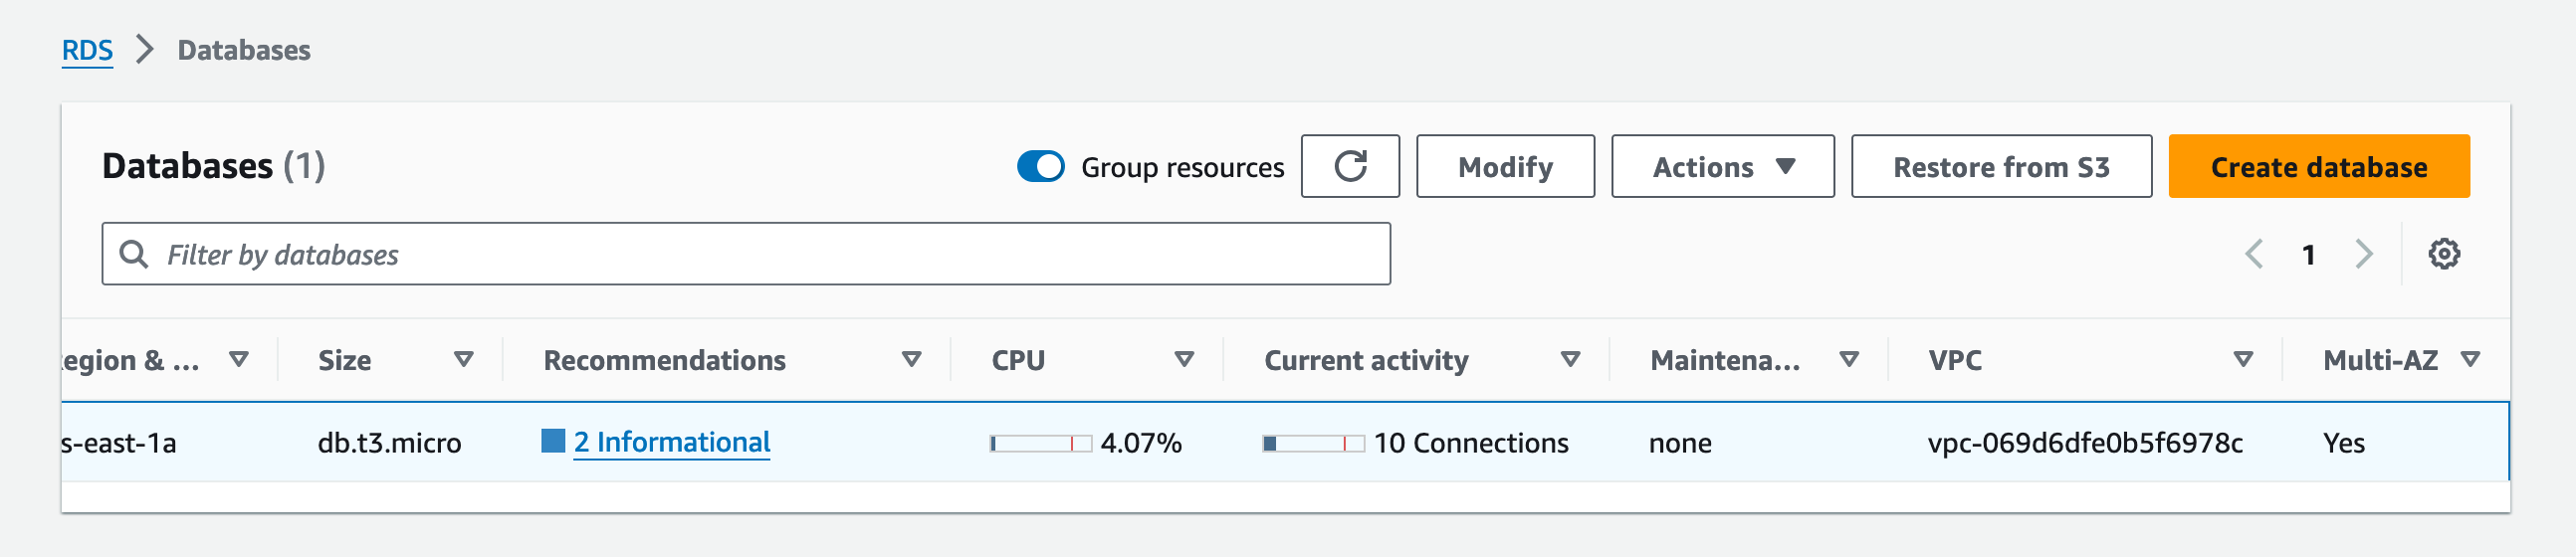 RDS > Databases
Databases (1) Group resources Modify Actions Restore from S3 Create database
Filter by databases 1
egion & ... Size Recommendations CPU Current activity Maintena... VPC Multi-AZ
s-east-1a db.t3.micro 2 Informational 4.07% 10 Connections none vpc-069d6dfe0b5f6978c Yes